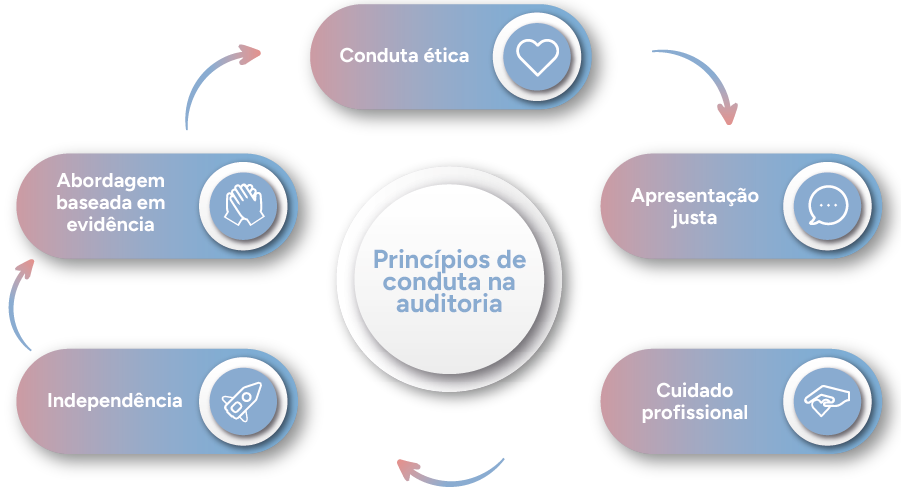 Conduta ética
Abordagem
baseada em
evidência
Apresentação
justa
Princípios de
conduta na
auditoria
Independência
Cuidado
profissional